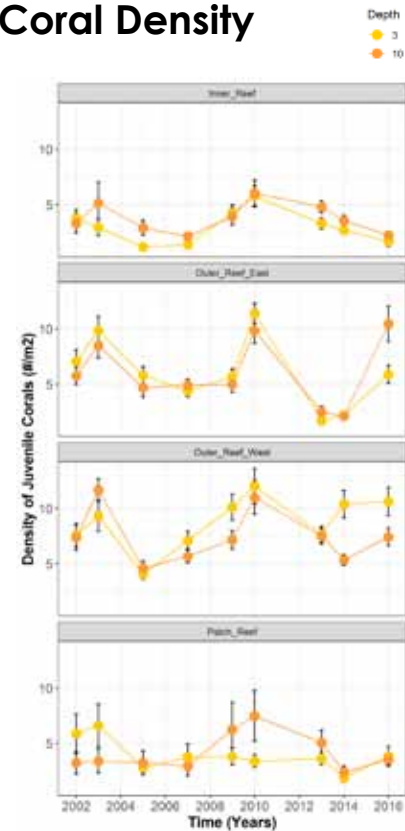 Coral Density
Depth
3
10
Inner_Reef
10
5
Outer_Reef_East
10
5
Outer_Reef_West
10
5
Patch_Reef
10
5
Density of Juvenile Corals (#/m2)
2002 2004 2006 2008 2010 2012 2014 2016
Time (Years)